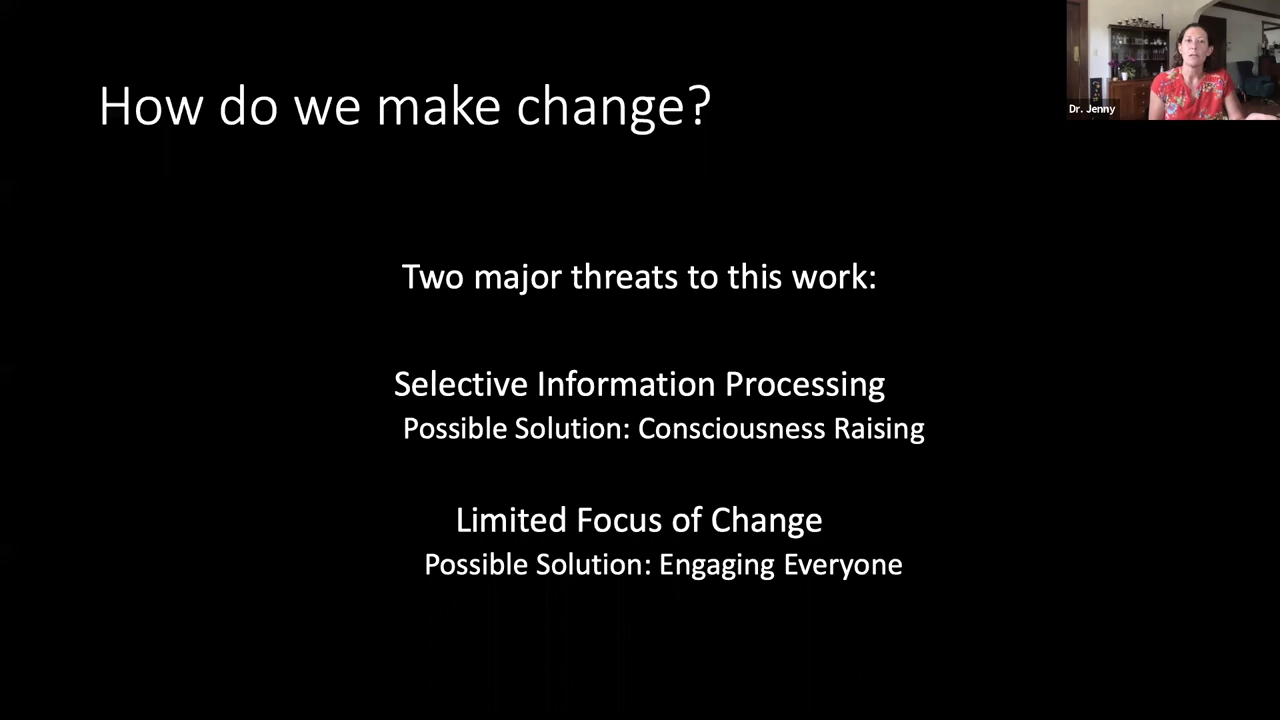 How do we make change?
Dr. Jenny
Two major threats to this work:
Selective Information Processing
Possible Solution: Consciousness Raising
Limited Focus of Change
Possible Solution: Engaging Everyone